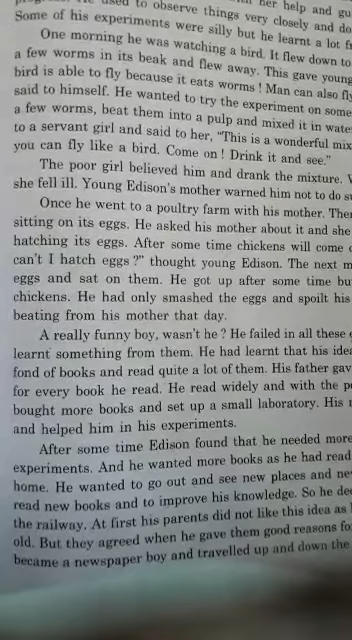 used to observe things very closely and do
Some of his experiments were silly but he learnt a lot
One morning he was watching a bird. It flew down to
a few worms in its beak and flew away. This gave young
bird is able to fly because it eats worms ! Man can also
said to himself. He wanted to try the experiment on some
a few worms, beat them into a pulp and mixed it in
to a servant girl and said to her, "This is a wonderful
you can fly like a bird. Come on ! Drink it and see."
The poor girl believed him and drank the mixture.
she fell ill. Young Edison's mother warned him not to do
Once he went to a poultry farm with his mother.
sitting on its eggs. He asked his mother about it and she
hatching its eggs. After some time chickens will come
can't I hatch eggs ?" thought young Edison. The next
eggs and sat on them. He got up after some time
chickens. He had only smashed the eggs and spoilt his
beating from his mother that day.
A really funny boy, wasn't he ? He failed in all these
learnt something from them. He had learnt that his
fond of books and read quite a lot of them. His father
for every book he read. He read widely and with the
bought more books and set up a small laboratory. His
and helped him in his experiments.
After some time Edison found that he needed more
experiments. And he wanted more books as he had read
home. He wanted to go out and see new places and
read new books and to improve his knowledge. So he
the railway. At first his parents did not like this idea as
old. But they agreed when he gave them good reasons
became a newspaper boy and travelled up and down the